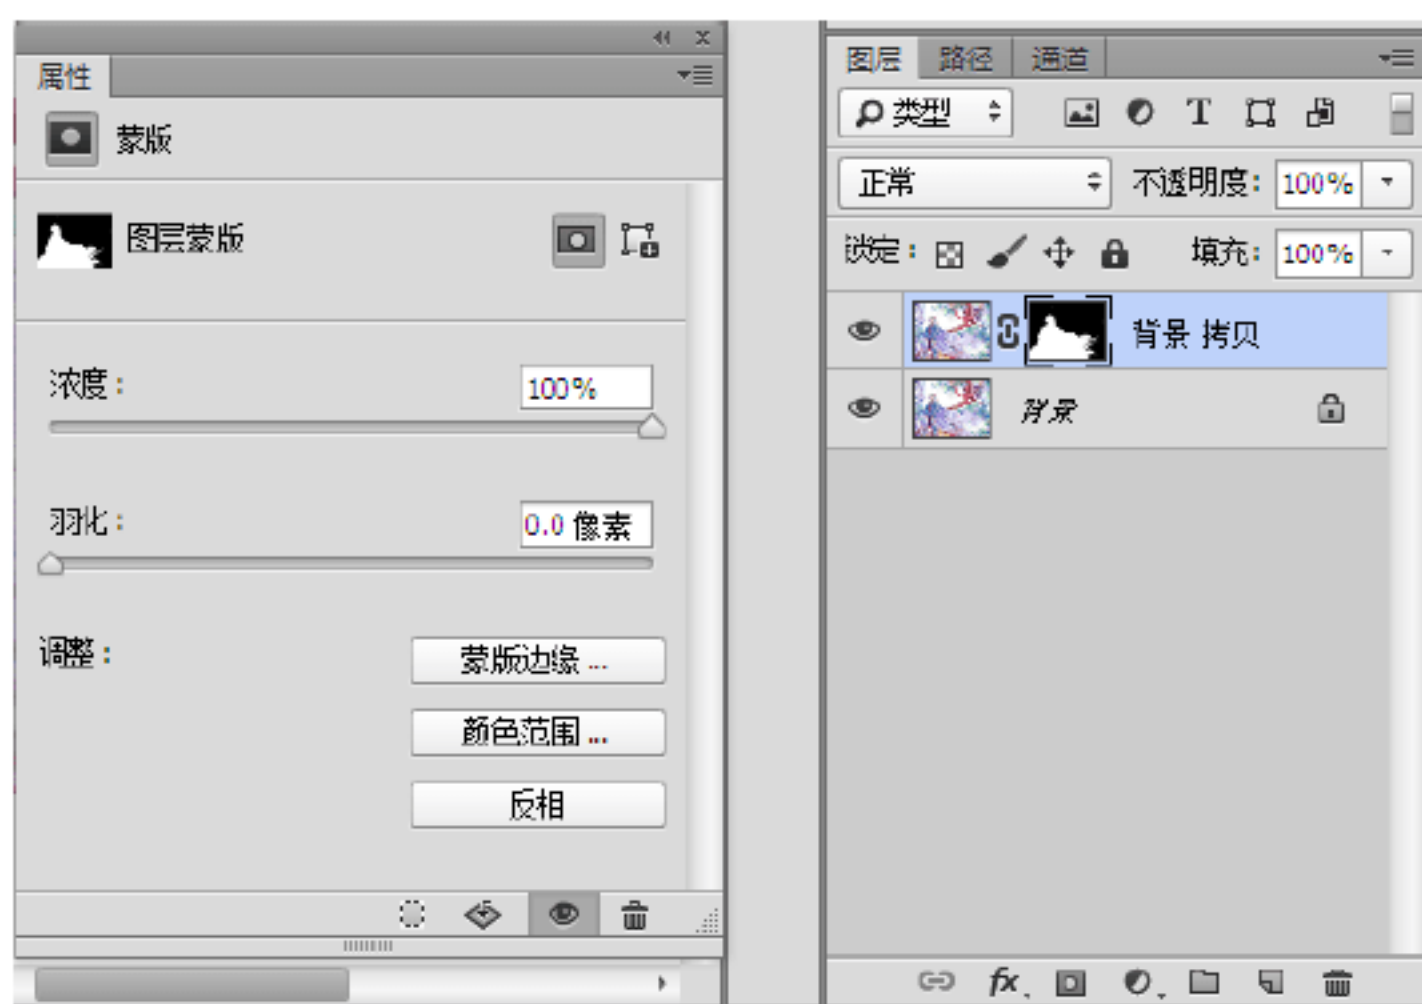 属性
蒙版
图层蒙版
浓度：
100%
羽化：
0.0 像素
调整：
蒙版边缘...
颜色范围...
反相
图层 路径 通道
类型
正常 不透明度： 100%
锁定： 填充： 100%
背景 拷贝
背景
fx